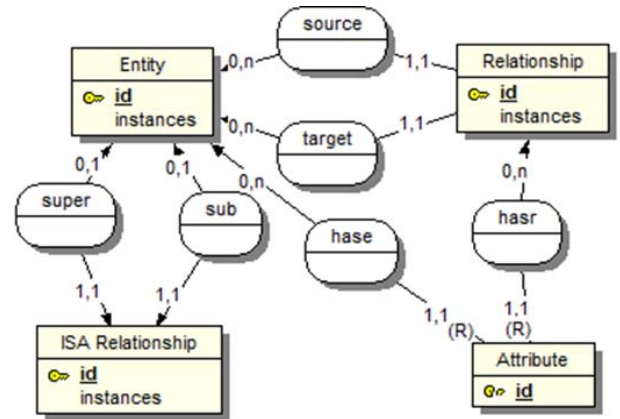 source
Entity
id
instances
0,n
1,1
Relationship
id
instances
0,n
target
1,1
0,1
0,1
0,n
0,n
super
sub
hase
hasr
1,1
1,1
1,1
(R)
1,1
(R)
ISA Relationship
id
instances
Attribute
id